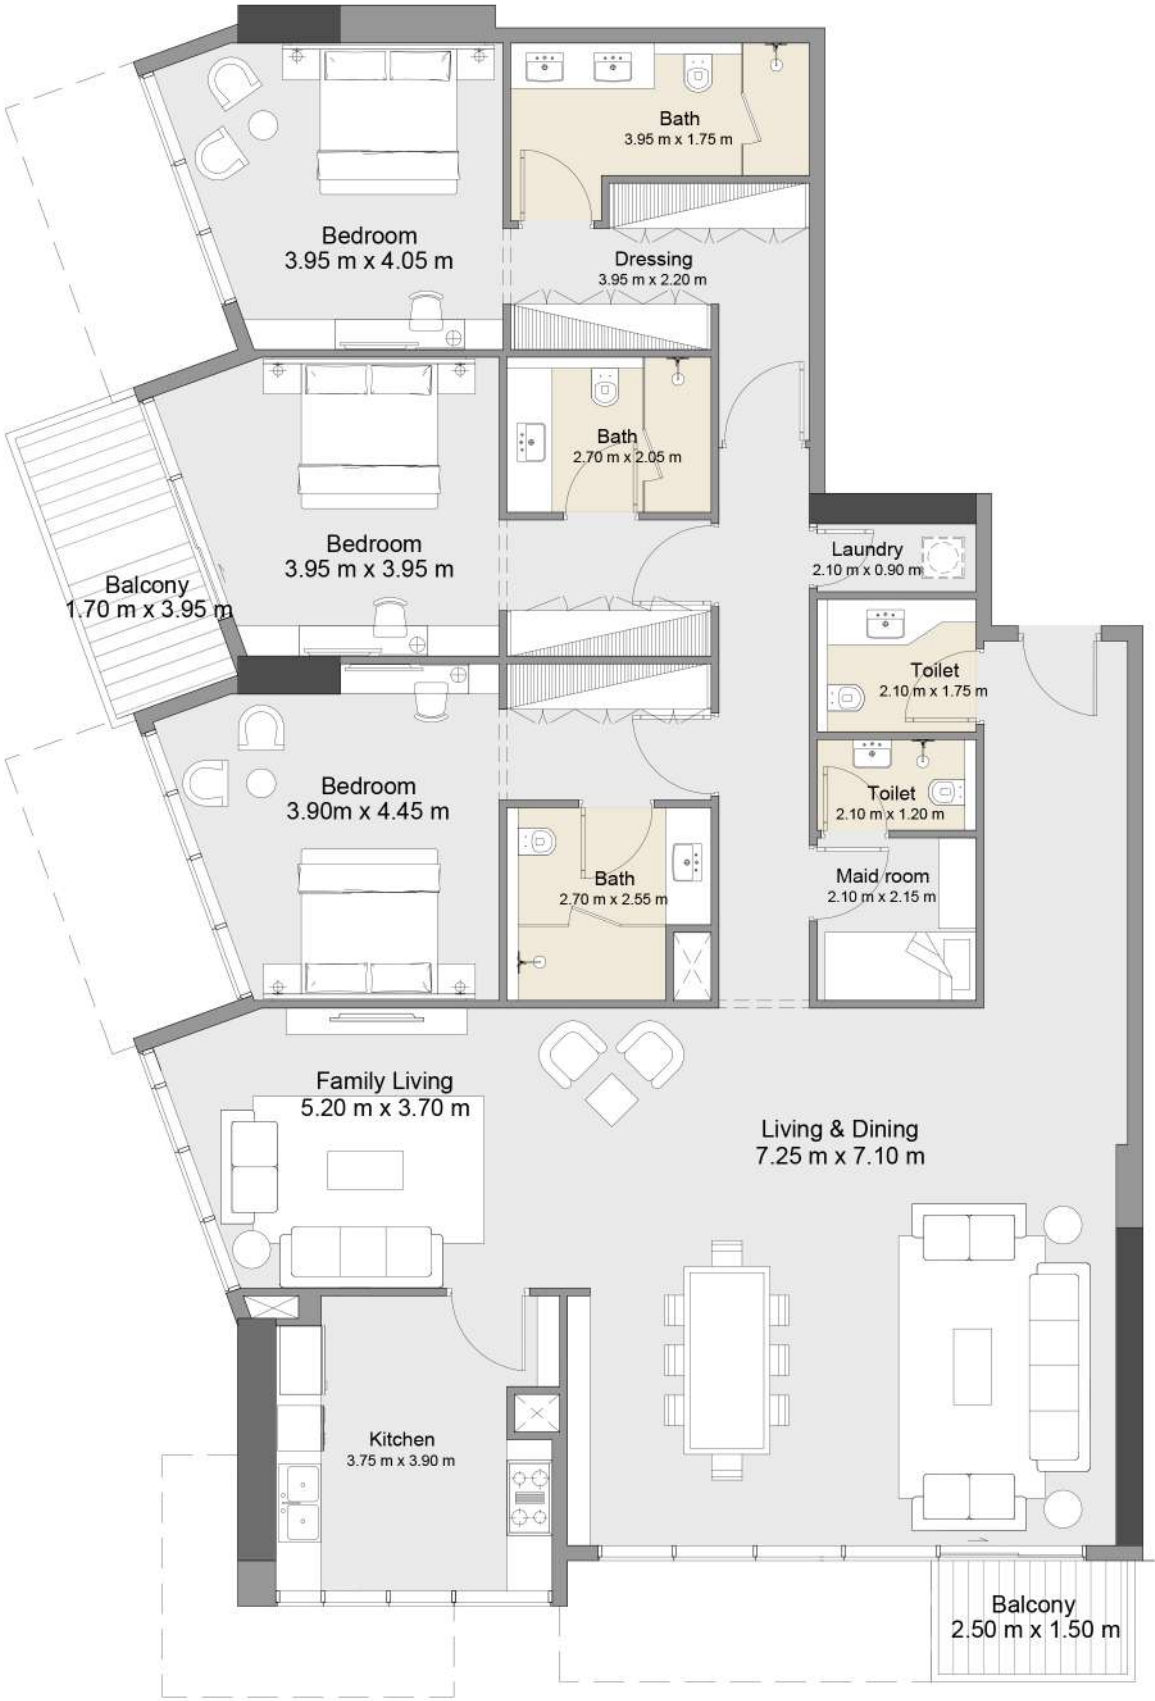 Bath
3.95 m x 1.75 m
Bedroom
3.95 m x 4.05 m
Dressing
3.95 m x 2.20 m
Bath
2.70 m x 2.05 m
Bedroom
3.95 m x 3.95 m
Laundry
2.10 m x 0.90 m
Balcony
1.70 m x 3.95 m
Toilet
2.10 m x 1.75 m
Bedroom
3.90m x 4.45 m
Toilet
2.10 m x 1.20 m
Bath
2.70 m x 2.55 m
Maid room
2.10 m x 2.15 m
Family Living
5.20 m x 3.70 m
Living & Dining
7.25 m x 7.10 m
Kitchen
3.75 m x 3.90 m
Balcony
2.50 m x 1.50 m